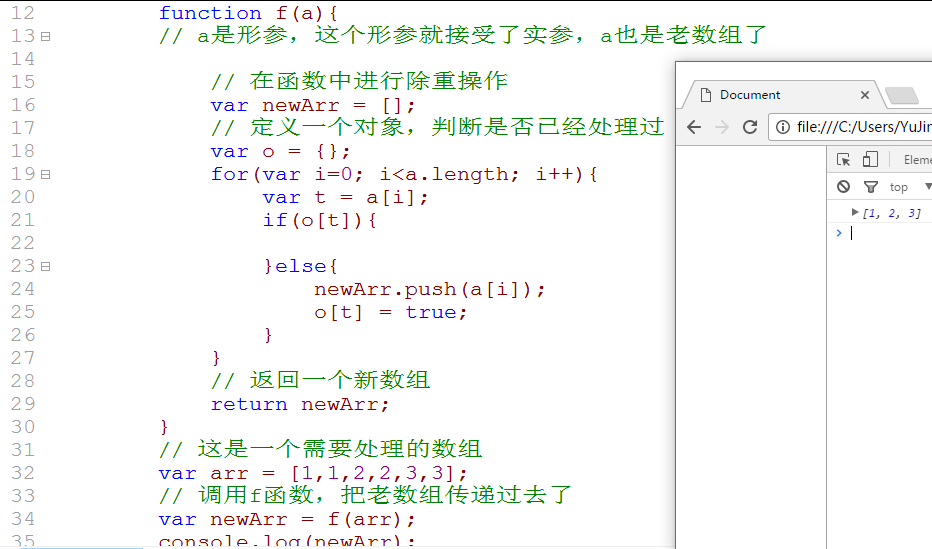 12 function f(a){
13 // a是形参，这个形参就接受了实参，a也是老数组了
14
15 // 在函数中进行除重操作
16 var newArr = [];
17 // 定义一个对象，判断是否已经处理过
18 var o = {};
19 for(var i=0; i<a.length; i++){
20 var t = a[i];
21 if(o[t]){
22
23 }else{
24 newArr.push(a[i]);
25 o[t] = true;
26 }
27 }
28 // 返回一个新数组
29 return newArr;
30 }
31 // 这是一个需要处理的数组
32 var arr = [1,1,2,2,3,3];
33 // 调用f函数，把老数组传递过去了
34 var newArr = f(arr);
35 console.log(newArr);
Document
file:///C:/Users/YuJin
Eleme
top
[1, 2, 3]
>